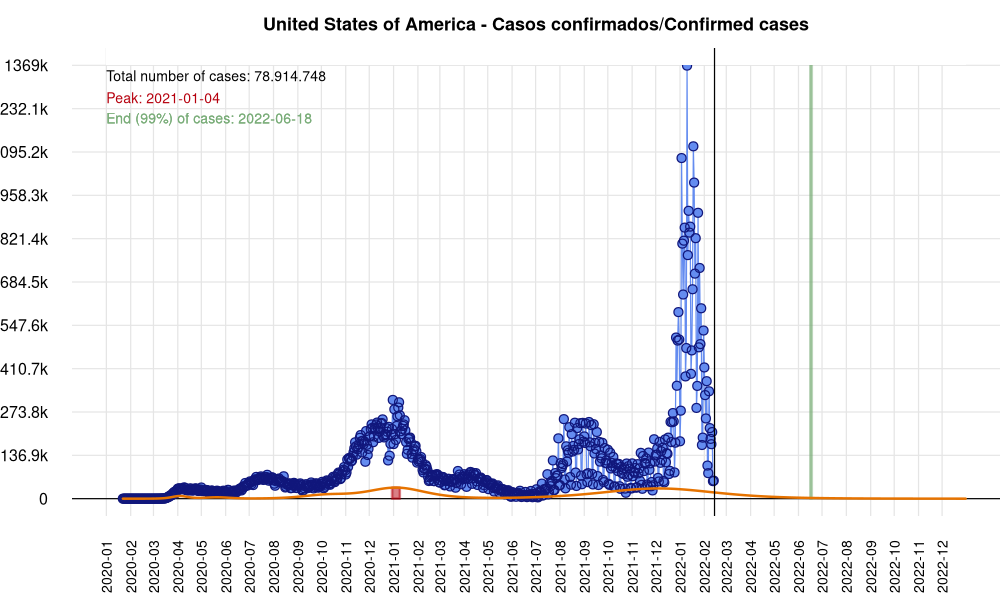 United States of America - Casos confirmados/Confirmed cases
Total number of cases: 78.914.748
Peak: 2021-01-04
End (99%) of cases: 2022-06-18
1369k
232.1k
095.2k
958.3k
821.4k
684.5k
547.6k
410.7k
273.8k
136.9k
0
2020-01
2020-02
2020-03
2020-04
2020-05
2020-06
2020-07
2020-08
2020-09
2020-10
2020-11
2020-12
2021-01
2021-02
2021-03
2021-04
2021-05
2021-06
2021-07
2021-08
2021-09
2021-10
2021-11
2021-12
2022-01
2022-02
2022-03
2022-04
2022-05
2022-06
2022-07
2022-08
2022-09
2022-10
2022-11
2022-12